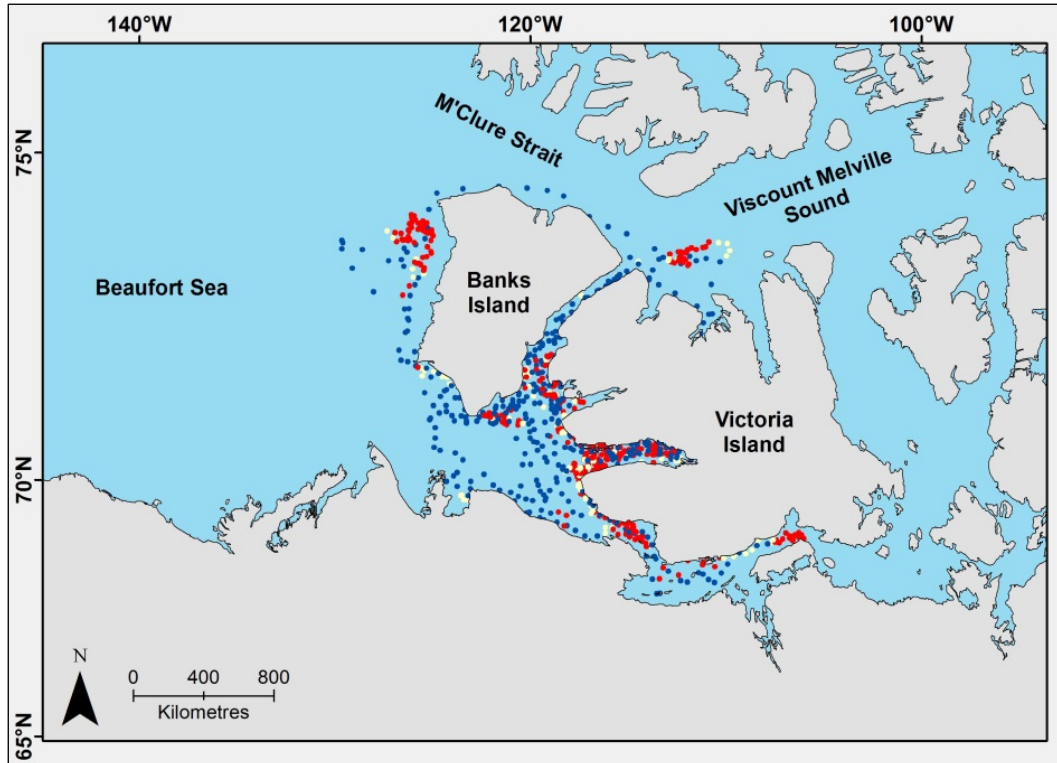 140°W
120°W
100°W
M'Clure Strait
75°N
Viscount Melville
Sound
Beaufort Sea
Banks
Island
Victoria
Island
70°N
N
0 400 800
Kilometres
65°N